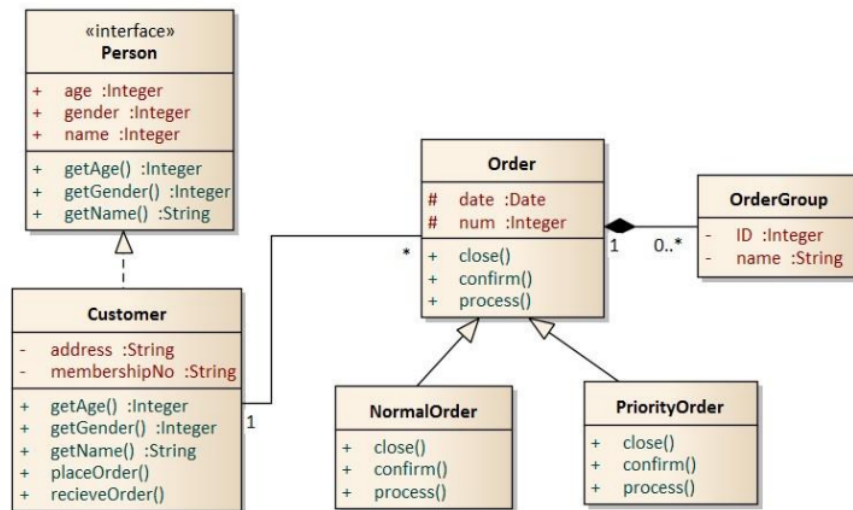 «interface»
Person
+ age :Integer
+ gender :Integer
+ name :Integer
+ getAge() :Integer
+ getGender() :Integer
+ getName() :String
Customer
- address :String
- membershipNo :String
+ getAge() :Integer
+ getGender() :Integer
+ getName() :String
+ placeOrder()
+ recieveOrder()
1
*
Order
# date :Date
# num :Integer
+ close()
+ confirm()
+ process()
1
0..*
OrderGroup
- ID :Integer
- name :String
NormalOrder
+ close()
+ confirm()
+ process()
PriorityOrder
+ close()
+ confirm()
+ process()